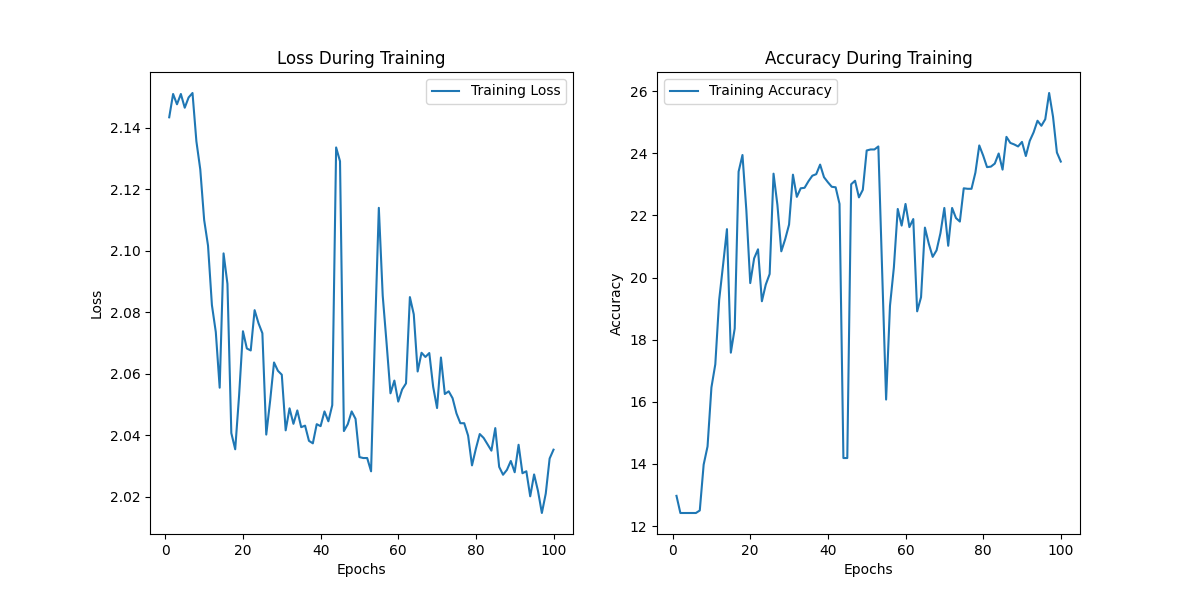 Loss During Training
Training Loss
2.14
2.12
2.10
2.08
2.06
2.04
2.02
Loss
0 20 40 60 80 100
Epochs
Accuracy During Training
Training Accuracy
26
24
22
20
18
16
14
12
Accuracy
0 20 40 60 80 100
Epochs